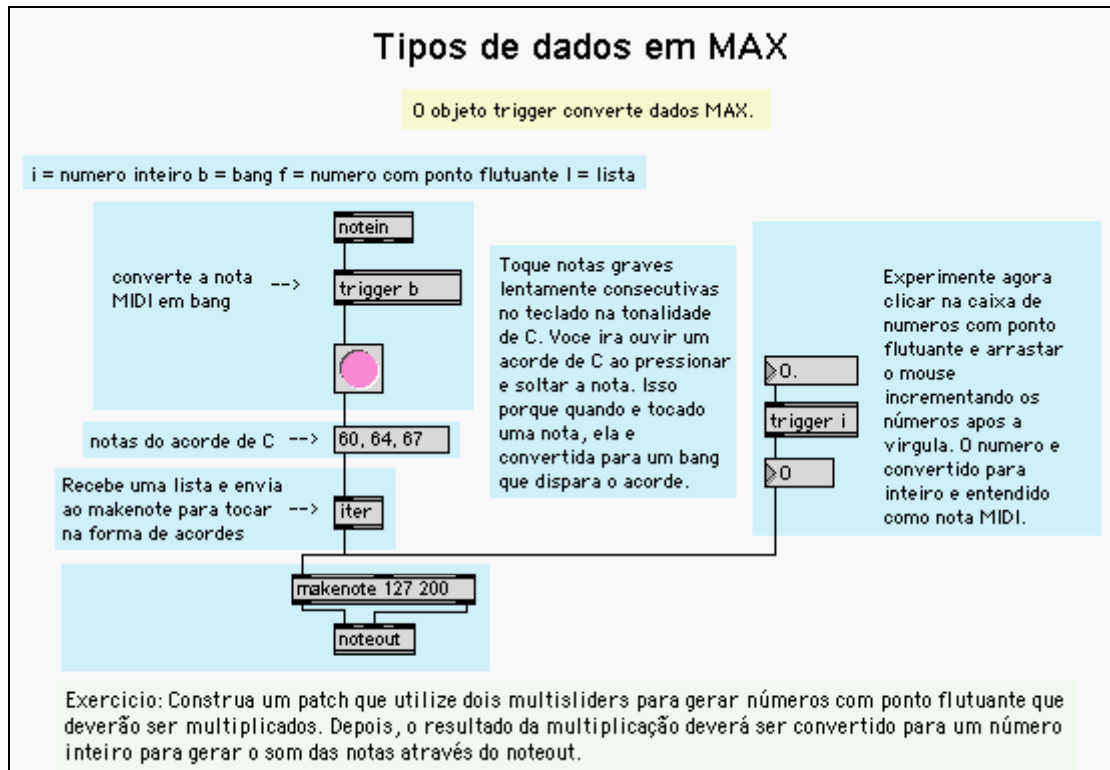 Tipos de dados em MAX
O objeto trigger converte dados MAX.
i = numero inteiro b = bang f = numero com ponto flutuante l = lista
notein
converte a nota -->
MIDI em bang
trigger b
notas do acorde de C -->
60, 64, 67
Recebe uma lista e envia
ao makenote para tocar -->
na forma de acordes
iter
Toque notas graves
lentamente consecutivas
no teclado na tonalidade
de C. Voce ira ouvir um
acorde de C ao pressionar
e soltar a nota. Isso
porque quando e tocado
uma nota, ela e
convertida para um bang
que dispara o acorde.
0.
trigger i
0
Experimente agora
clicar na caixa de
numeros com ponto
flutuante e arrastar
o mouse
incrementando os
números apos a
virgula. O numero e
convertido para
inteiro e entendido
como nota MIDI.
makenote 127 200
noteout
Exercicio: Construa um patch que utilize dois multisliders para gerar números com ponto flutuante que
deverão ser multiplicados. Depois, o resultado da multiplicação deverá ser convertido para um número
inteiro para gerar o som das notas através do noteout.